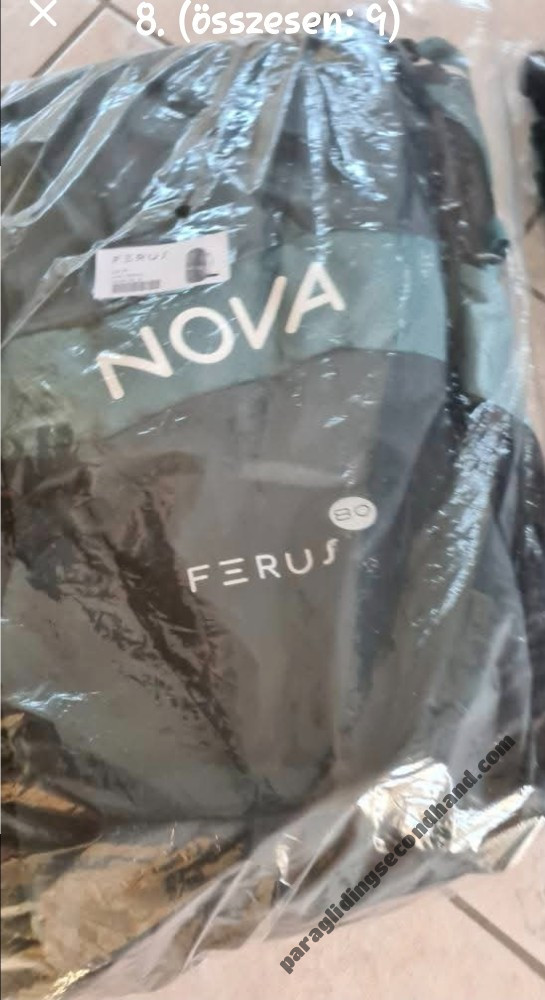 8. (összesen: 9)
FERUS
NOVA
80
FERUS
paraglidingsecondhand.com